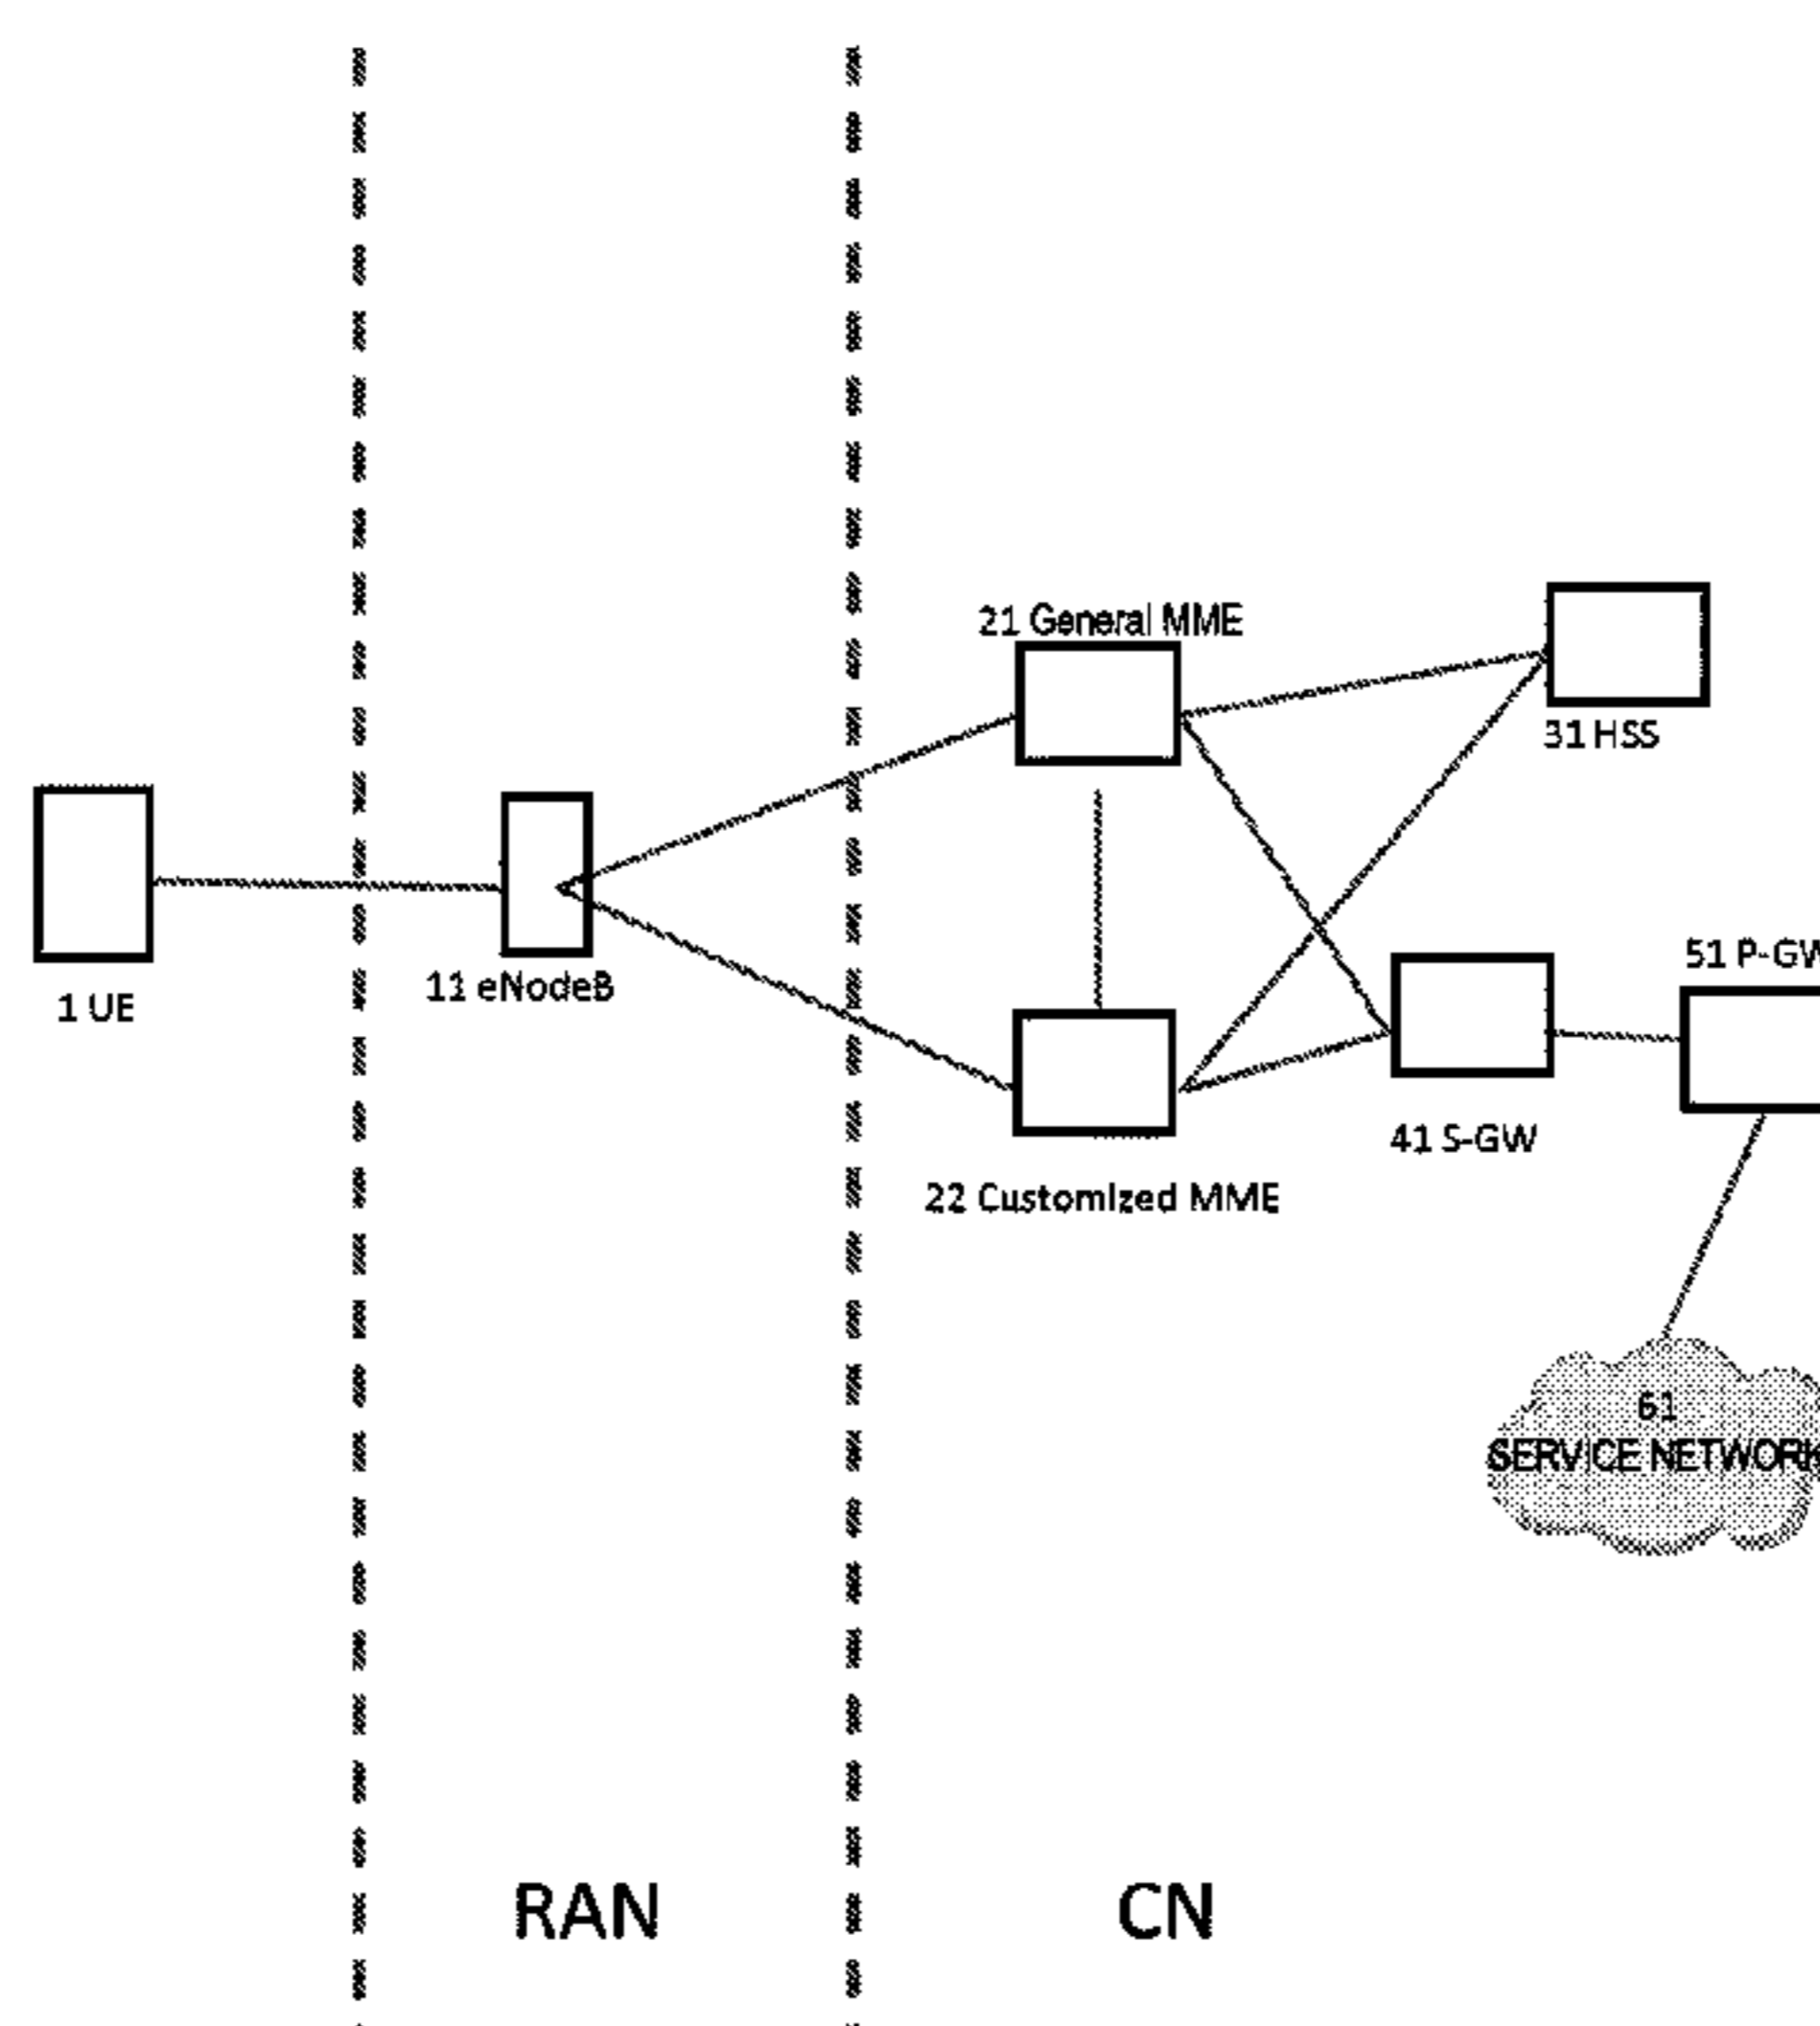 21 General MME
31 HSS
51 P-GW
11 eNodeB
1 UE
41 S-GW
22 Customized MME
61
SERVICE NETWORK
RAN
CN